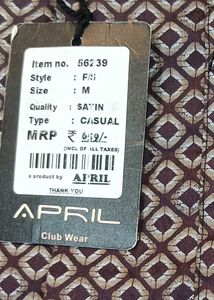 Item no. 56239
Style : F/S
Size : M
Quality : SATIN
Type : CASUAL
MRP ₹
(INCL. OF ALL TAXES)
a product by APRIL
THANK YOU
APRIL
Club Wear